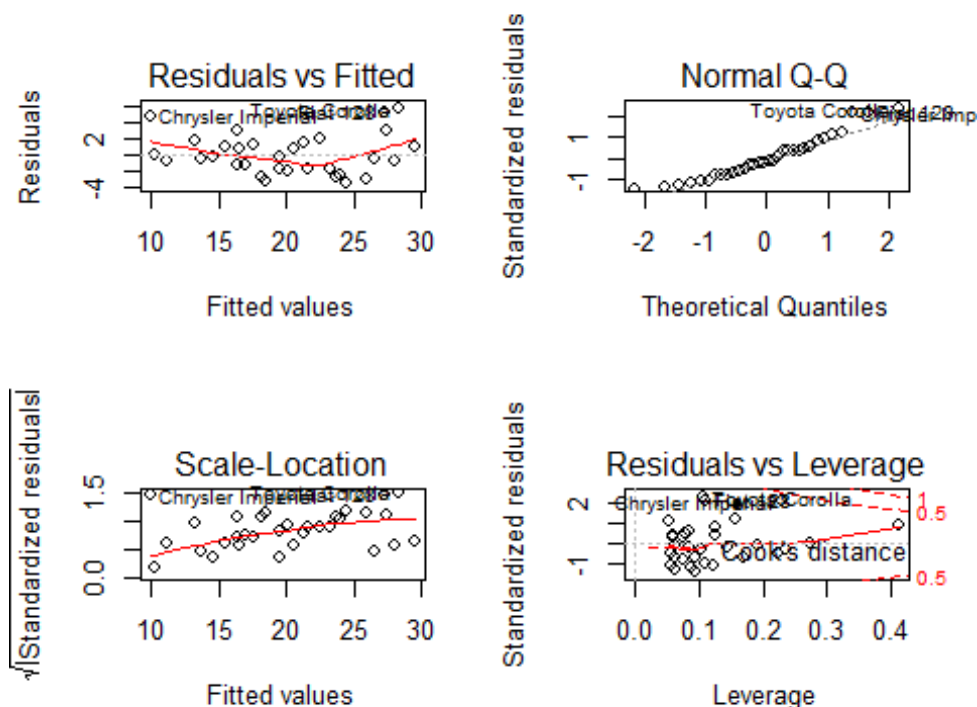 Residuals vs Fitted
Residuals
Chrysler Imperial
Toyota Corolla
2
-4
10 15 20 25 30
Fitted values
Normal Q-Q
Standardized residuals
Toyota Corolla
1
-1
-2 -1 0 1 2
Theoretical Quantiles
Scale-Location
√|Standardized residuals|
Chrysler Imperial
Toyota Corolla
1.5
0.0
10 15 20 25 30
Fitted values
Residuals vs Leverage
Standardized residuals
Chrysler Imperial
Toyota Corolla
Cook's distance
2
-1
1
0.5
0.5
0.0 0.1 0.2 0.3 0.4
Leverage